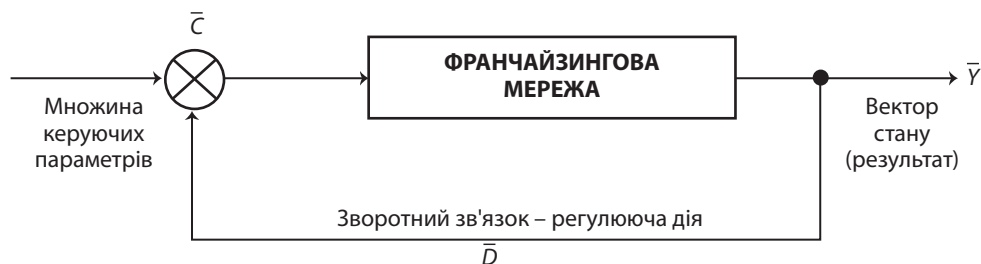 C̅
ФРАНЧАЙЗИНГОВА
МЕРЕЖА
Y̅
Множина
керуючих
параметрів
Вектор
стану
(результат)
Зворотний зв'язок – регулююча дія
D̅